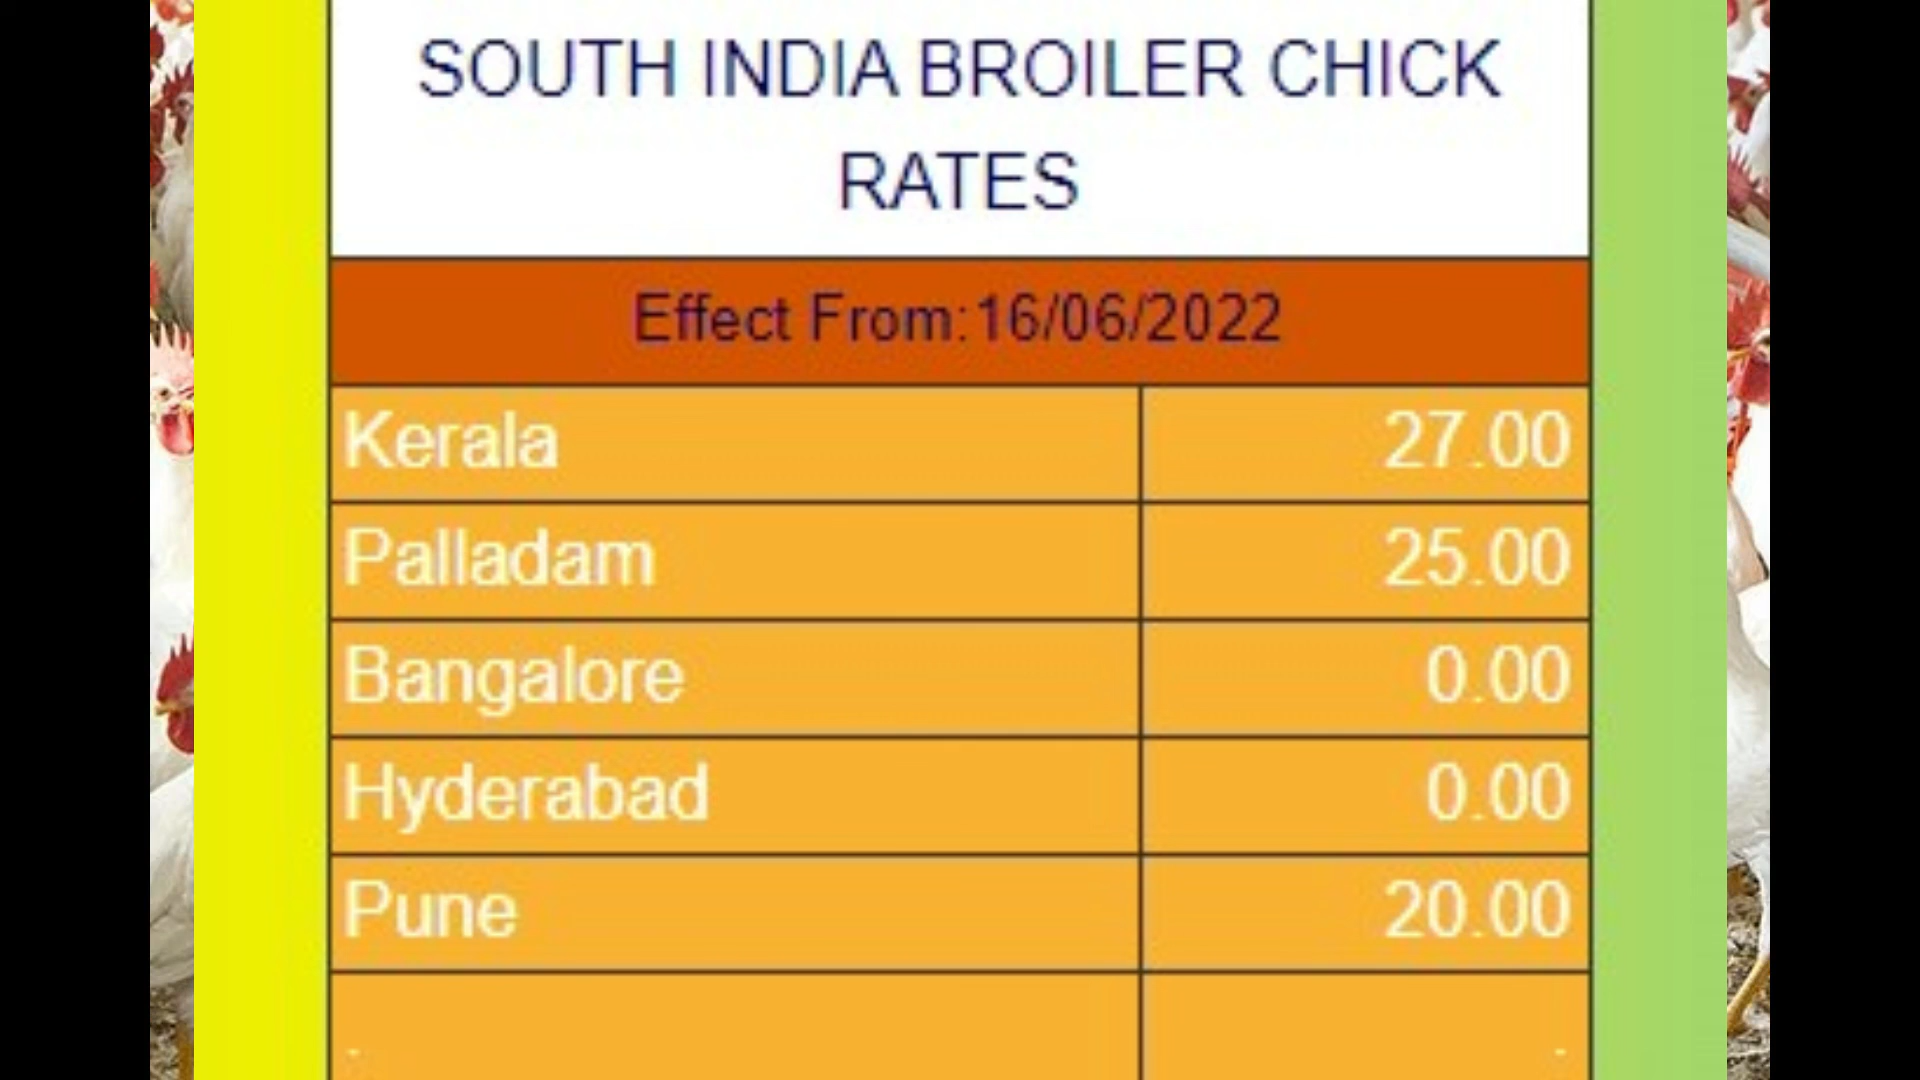 SOUTH INDIA BROILER CHICK
RATES
Effect From:16/06/2022
Kerala 27.00
Palladam 25.00
Bangalore 0.00
Hyderabad 0.00
Pune 20.00
- -